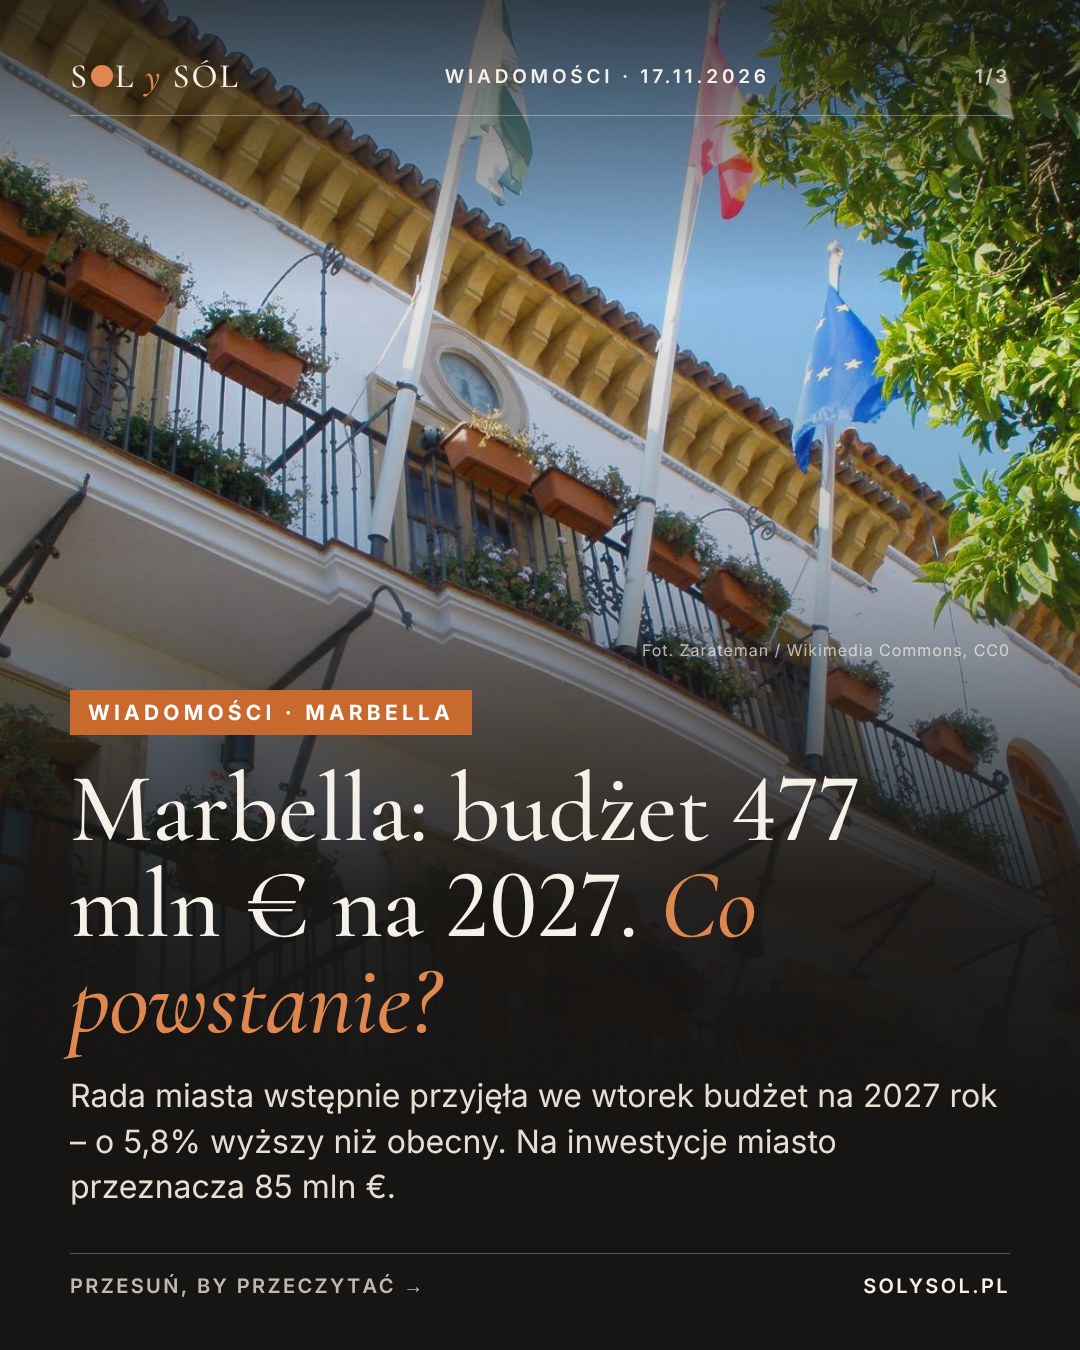 SOL y SÓL
WIADOMOŚCI · 17.11.2026
1/3
Fot. Zarateman / Wikimedia Commons, CC0
WIADOMOŚCI · MARBELLA
Marbella: budżet 477
mln € na 2027. Co
powstanie?
Rada miasta wstępnie przyjęła we wtorek budżet na 2027 rok
– o 5,8% wyższy niż obecny. Na inwestycje miasto
przeznacza 85 mln €.
PRZESUŃ, BY PRZECZYTAĆ →
SOLYSOL.PL